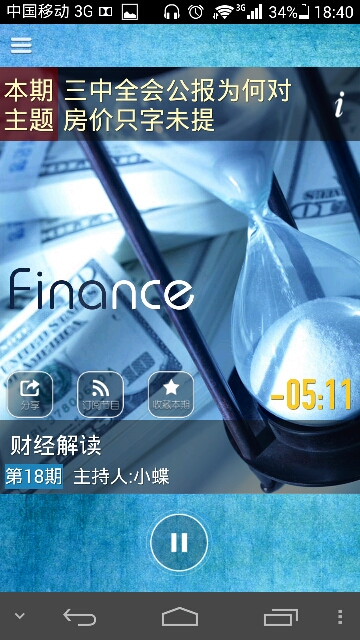 中国移动 3G 3G 34% 18:40
本期 三中全会公报为何对
主题 房价只字未提
i
Finance
分享 订阅节目 收藏本期
-05:11
财经解读
第18期 主持人:小蝶